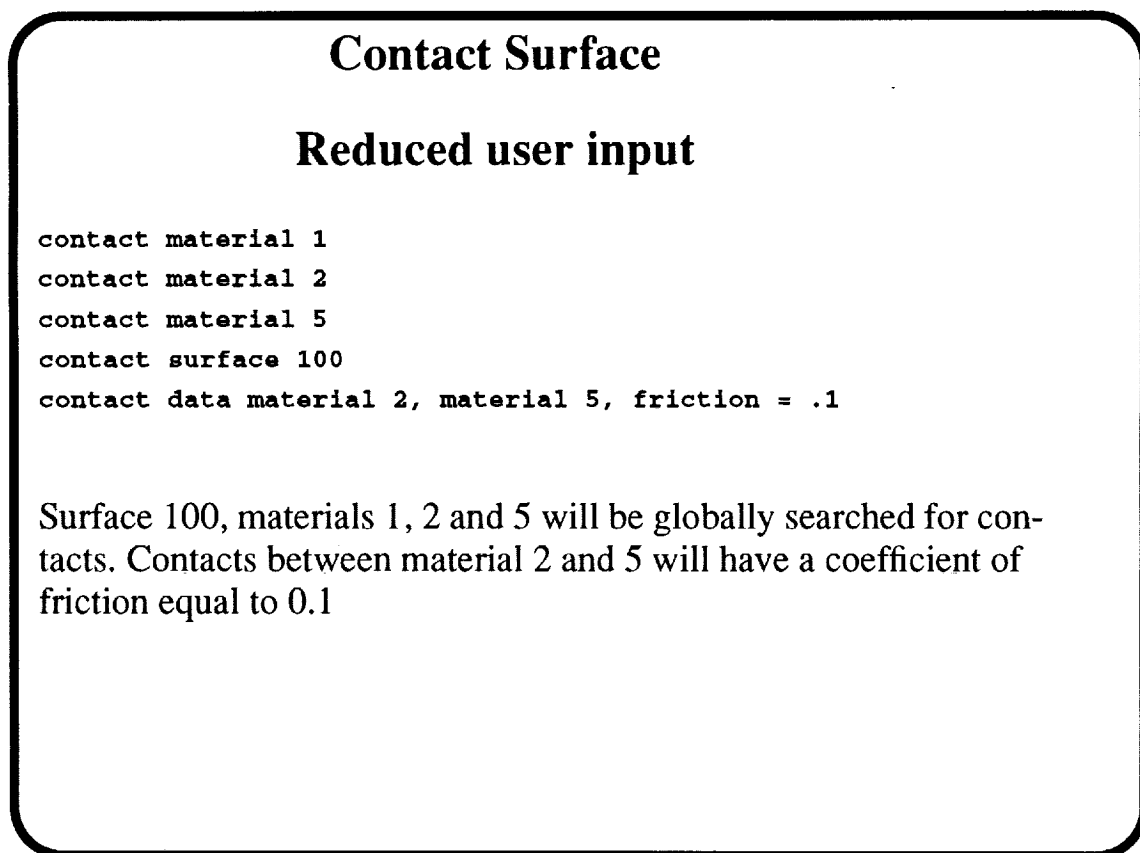 Contact Surface
Reduced user input
contact material 1
contact material 2
contact material 5
contact surface 100
contact data material 2, material 5, friction = .1
Surface 100, materials 1, 2 and 5 will be globally searched for con-
tacts. Contacts between material 2 and 5 will have a coefficient of
friction equal to 0.1